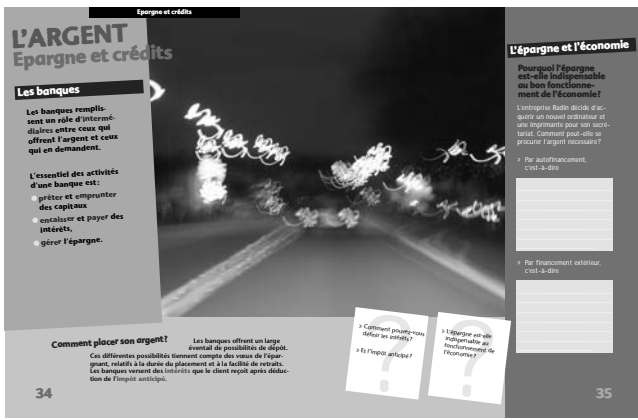 Epargne et crédits
L'ARGENT
Epargne et crédits
Les banques
Les banques remplis-
sent un rôle d'intermé-
diaires entre ceux qui
offrent l'argent et ceux
qui en demandent.
L'essentiel des activités
d'une banque est:
prêter et emprunter
des capitaux
encaisser et payer des
intérêts,
gérer l'épargne.
Comment placer son argent?
Les banques offrent un large
éventail de possibilités de dépôt.
Ces différentes possibilités tiennent compte des vœux de l'épar-
gnant, relatifs à la durée du placement et à la facilité de retraits.
Les banques versent des intérêts que le client reçoit après déduc-
tion de l'impôt anticipé.
34
?
> Comment pouvez-vous
définir les intérêts?
> Et l'impôt anticipé?
?
> L'épargne est-elle
indispensable au
fonctionnement de
l'économie?
L'épargne et l'économie
Pourquoi l'épargne
est-elle indispensable
au bon fonctionne-
ment de l'économie?
L'entreprise Radin décide d'ac-
quérir un nouvel ordinateur et
une imprimante pour son secré-
tariat. Comment peut-elle se
procurer l'argent nécessaire?
> Par autofinancement,
c'est-à-dire
> Par financement extérieur,
c'est-à-dire
35